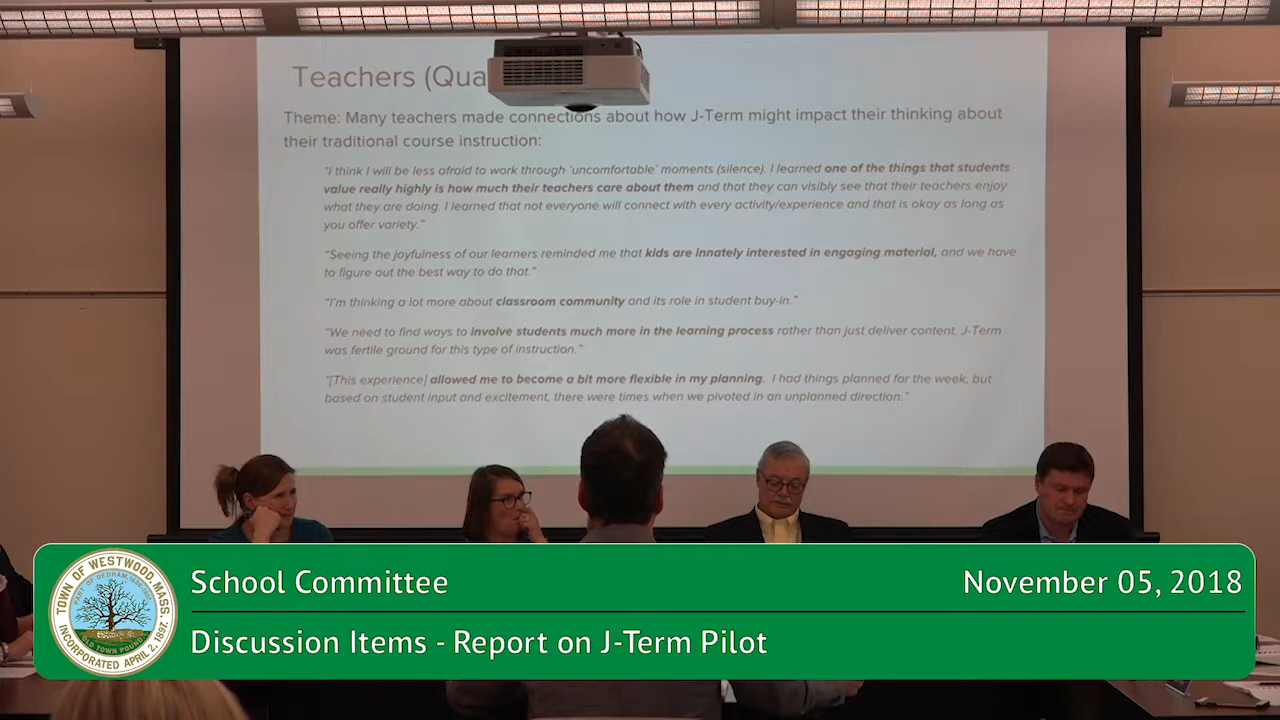 Teachers (Qua
Theme: Many teachers made connections about how J-Term might impact their thinking about
their traditional course instruction:
"I think I will be less afraid to work through 'uncomfortable' moments (silence). I learned one of the things that students
value really highly is how much their teachers care about them and that they can visibly see that their teachers enjoy
what they are doing. I learned that not everyone will connect with every activity/experience and that is okay as long as
you offer variety."
"Seeing the joyfulness of our learners reminded me that kids are innately interested in engaging material, and we have
to figure out the best way to do that."
"I'm thinking a lot more about classroom community and its role in student buy-in."
"We need to find ways to involve students much more in the learning process rather than just deliver content. J-Term
was fertile ground for this type of instruction."
"[This experience] allowed me to become a bit more flexible in my planning. I had things planned for the week, but
based on student input and excitement, there were times when we pivoted in an unplanned direction."
School Committee
November 05, 2018
Discussion Items - Report on J-Term Pilot
TOWN OF WESTWOOD, MASS.
PART OF DEDHAM,
OLD TOWN POUND
INCORPORATED APRIL 2, 1897.